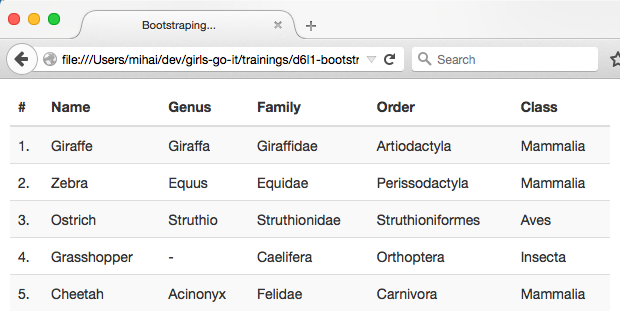 Bootstraping...
file:///Users/mihai/dev/girls-go-it/trainings/d6l1-bootstr
Search
# Name Genus Family Order Class
1. Giraffe Giraffa Giraffidae Artiodactyla Mammalia
2. Zebra Equus Equidae Perissodactyla Mammalia
3. Ostrich Struthio Struthionidae Struthioniformes Aves
4. Grasshopper - Caelifera Orthoptera Insecta
5. Cheetah Acinonyx Felidae Carnivora Mammalia